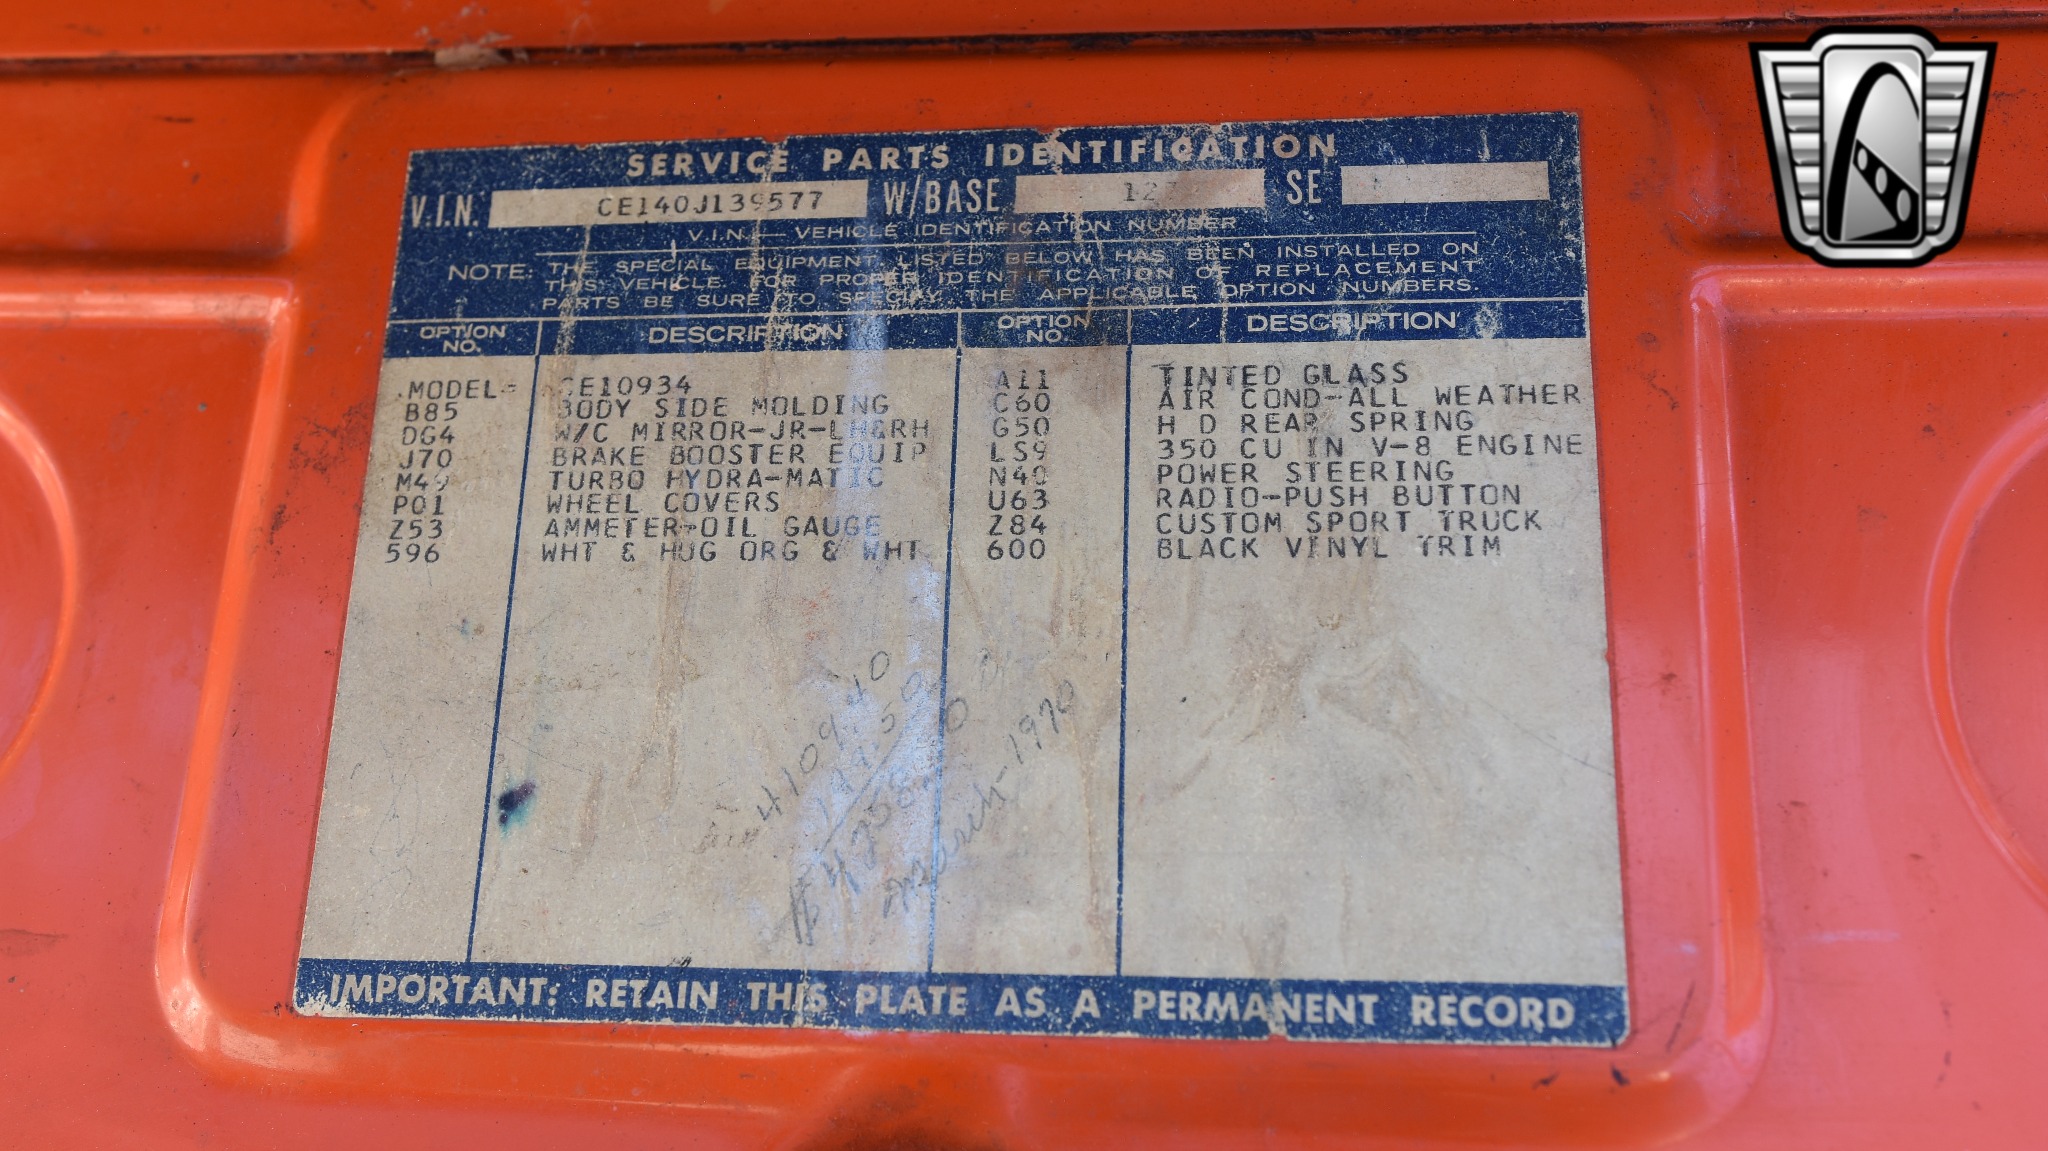 SERVICE PARTS IDENTIFICATION
V.I.N. CE140J139577 W/BASE 127 SE
V.I.N. — VEHICLE IDENTIFICATION NUMBER
NOTE: THE SPECIAL EQUIPMENT LISTED BELOW HAS BEEN INSTALLED ON
THIS VEHICLE. FOR PROPER IDENTIFICATION OF REPLACEMENT
PARTS BE SURE TO SPECIFY THE APPLICABLE OPTION NUMBERS.
OPTION NO. DESCRIPTION OPTION NO. DESCRIPTION
MODEL= CE10934 A11 TINTED GLASS
B85 BODY SIDE MOLDING C60 AIR COND-ALL WEATHER
DG4 W/C MIRROR-JR-LH&RH G50 H D REAR SPRING
J70 BRAKE BOOSTER EQUIP LS9 350 CU IN V-8 ENGINE
M49 TURBO HYDRA-MATIC N40 POWER STEERING
P01 WHEEL COVERS U63 RADIO-PUSH BUTTON
Z53 AMMETER-OIL GAUGE Z84 CUSTOM SPORT TRUCK
596 WHT & HUG ORG & WHT 600 BLACK VINYL TRIM
4109.40
March-1970
IMPORTANT: RETAIN THIS PLATE AS A PERMANENT RECORD